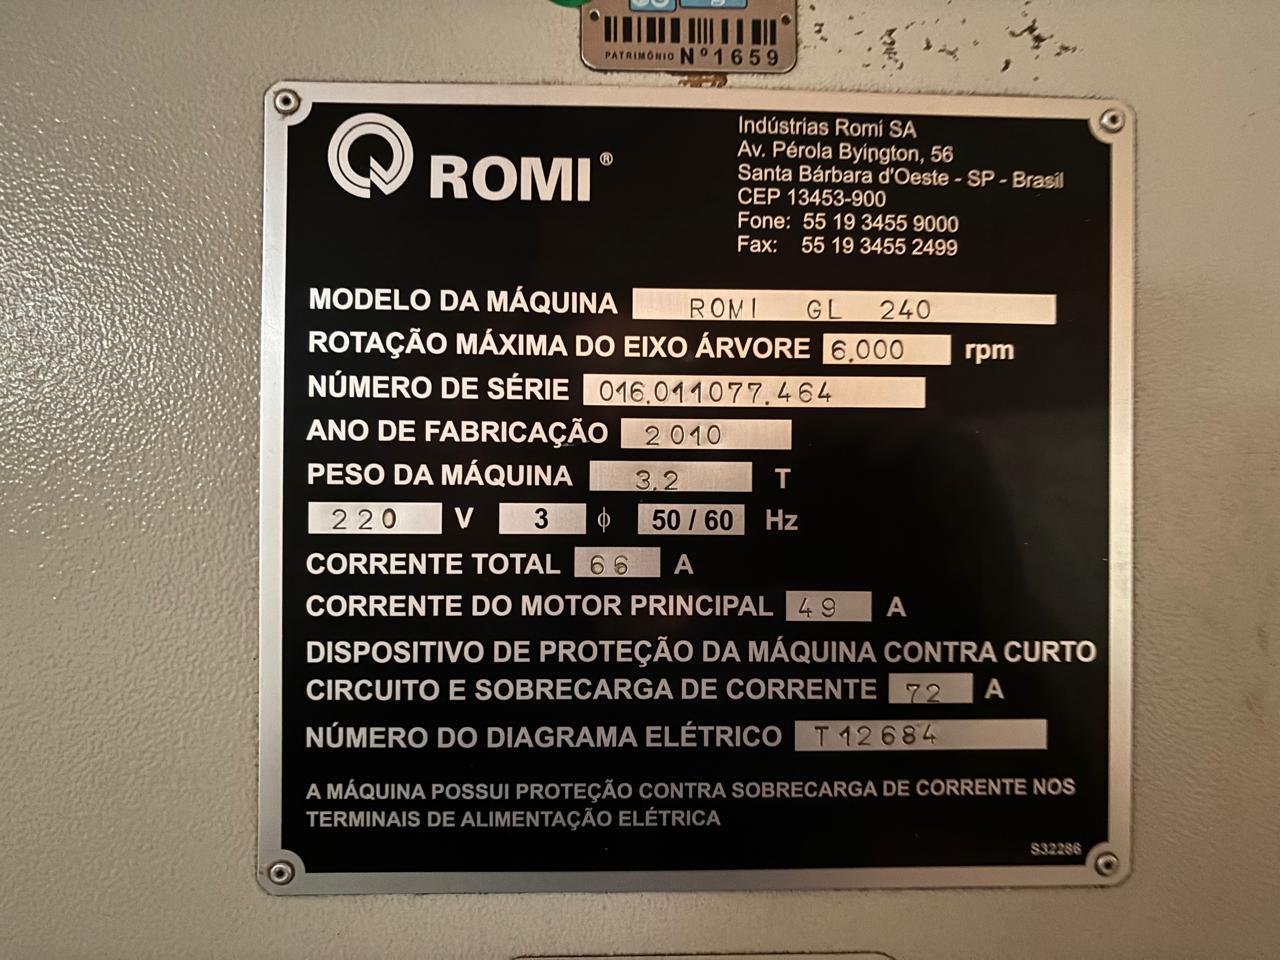 PATRIMÔNIO Nº1659
ROMI®
Indústrias Romi SA
Av. Pérola Byington, 56
Santa Bárbara d'Oeste - SP - Brasil
CEP 13453-900
Fone: 55 19 3455 9000
Fax: 55 19 3455 2499
MODELO DA MÁQUINA ROMI GL 240
ROTAÇÃO MÁXIMA DO EIXO ÁRVORE 6.000 rpm
NÚMERO DE SÉRIE 016.011077.464
ANO DE FABRICAÇÃO 2010
PESO DA MÁQUINA 3.2 T
220 V 3 ϕ 50 / 60 Hz
CORRENTE TOTAL 66 A
CORRENTE DO MOTOR PRINCIPAL 49 A
DISPOSITIVO DE PROTEÇÃO DA MÁQUINA CONTRA CURTO
CIRCUITO E SOBRECARGA DE CORRENTE 72 A
NÚMERO DO DIAGRAMA ELÉTRICO T12684
A MÁQUINA POSSUI PROTEÇÃO CONTRA SOBRECARGA DE CORRENTE NOS
TERMINAIS DE ALIMENTAÇÃO ELÉTRICA
S32286